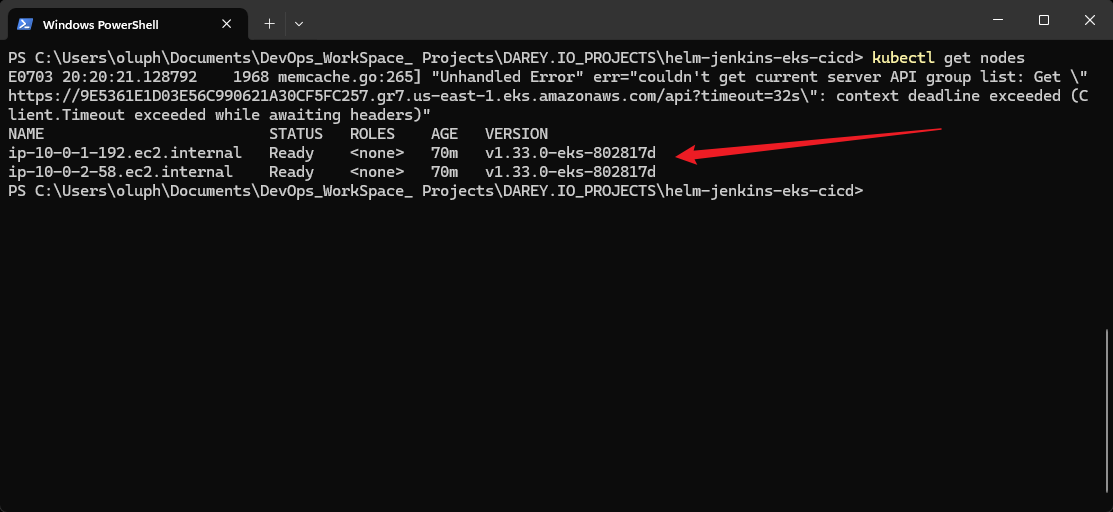 Windows PowerShell
PS C:\Users\oluph\Documents\DevOps_WorkSpace_ Projects\DAREY.IO_PROJECTS\helm-jenkins-eks-cicd> kubectl get nodes
E0703 20:20:21.128792    1968 memcache.go:265] "Unhandled Error" err="couldn't get current server API group list: Get \"
https://9E5361E1D03E56C990621A30CF5FC257.gr7.us-east-1.eks.amazonaws.com/api?timeout=32s\": context deadline exceeded (C
lient.Timeout exceeded while awaiting headers)"
NAME                         STATUS   ROLES    AGE   VERSION
ip-10-0-1-192.ec2.internal   Ready    <none>   70m   v1.33.0-eks-802817d
ip-10-0-2-58.ec2.internal    Ready    <none>   70m   v1.33.0-eks-802817d
PS C:\Users\oluph\Documents\DevOps_WorkSpace_ Projects\DAREY.IO_PROJECTS\helm-jenkins-eks-cicd>